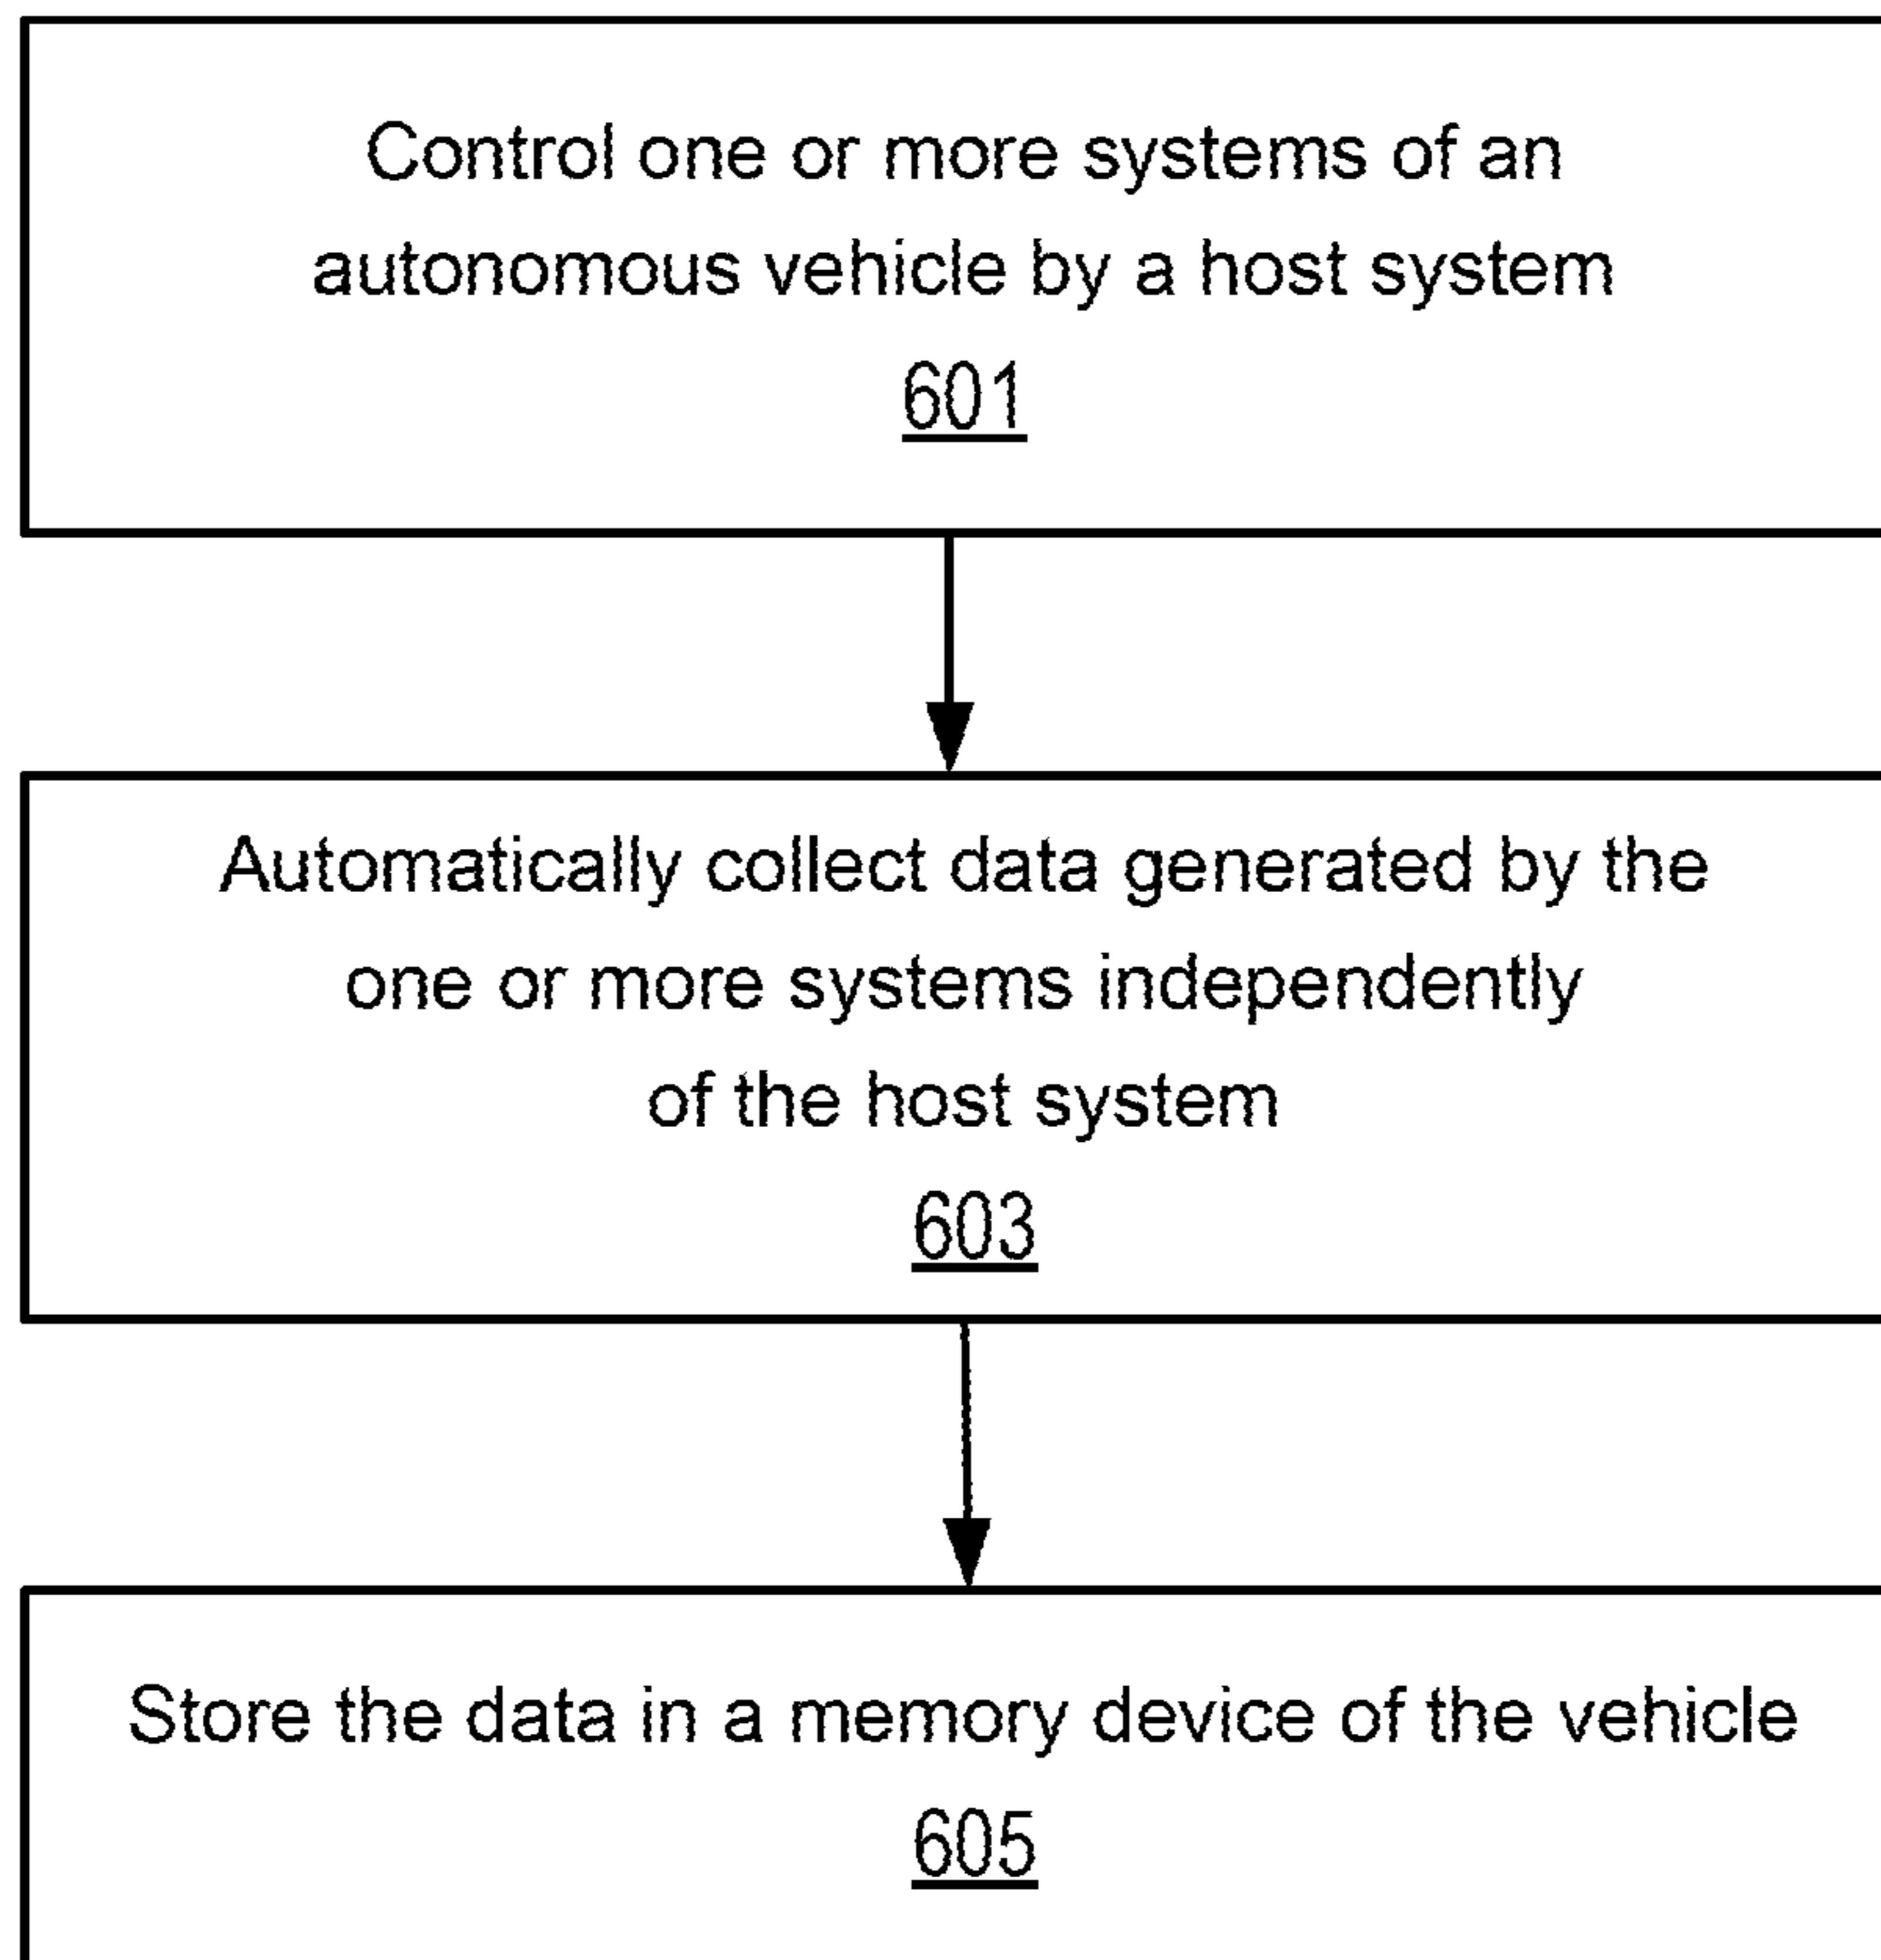 Control one or more systems of an
autonomous vehicle by a host system
601
Automatically collect data generated by the
one or more systems independently
of the host system
603
Store the data in a memory device of the vehicle
605